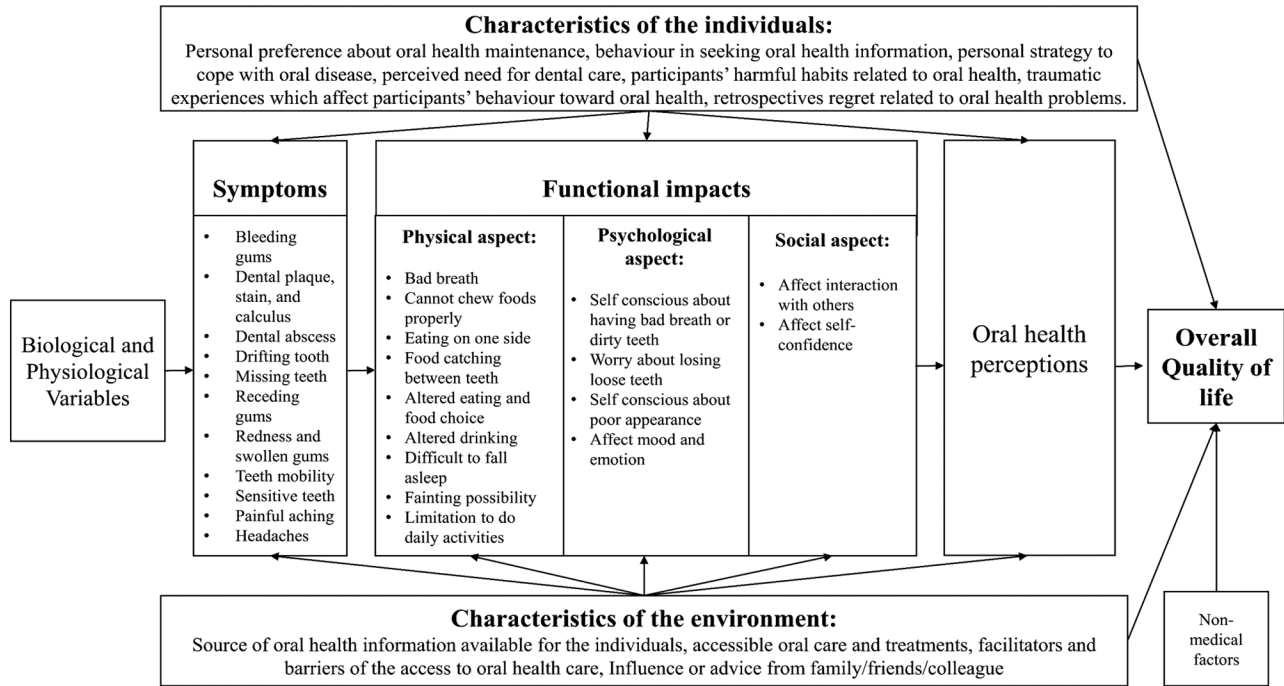 Characteristics of the individuals:
Personal preference about oral health maintenance, behaviour in seeking oral health information, personal strategy to
cope with oral disease, perceived need for dental care, participants’ harmful habits related to oral health, traumatic
experiences which affect participants’ behaviour toward oral health, retrospectives regret related to oral health problems.
Biological and
Physiological
Variables
Symptoms
• Bleeding
gums
• Dental plaque,
stain, and
calculus
• Dental abscess
• Drifting tooth
• Missing teeth
• Receding
gums
• Redness and
swollen gums
• Teeth mobility
• Sensitive teeth
• Painful aching
• Headaches
Functional impacts
Physical aspect:
• Bad breath
• Cannot chew foods
properly
• Eating on one side
• Food catching
between teeth
• Altered eating and
food choice
• Altered drinking
• Difficult to fall
asleep
• Fainting possibility
• Limitation to do
daily activities
Psychological
aspect:
• Self conscious about
having bad breath or
dirty teeth
• Worry about losing
loose teeth
• Self conscious about
poor appearance
• Affect mood and
emotion
Social aspect:
• Affect interaction
with others
• Affect self-
confidence
Oral health
perceptions
Overall
Quality of
life
Characteristics of the environment:
Source of oral health information available for the individuals, accessible oral care and treatments, facilitators and
barriers of the access to oral health care, Influence or advice from family/friends/colleague
Non-
medical
factors